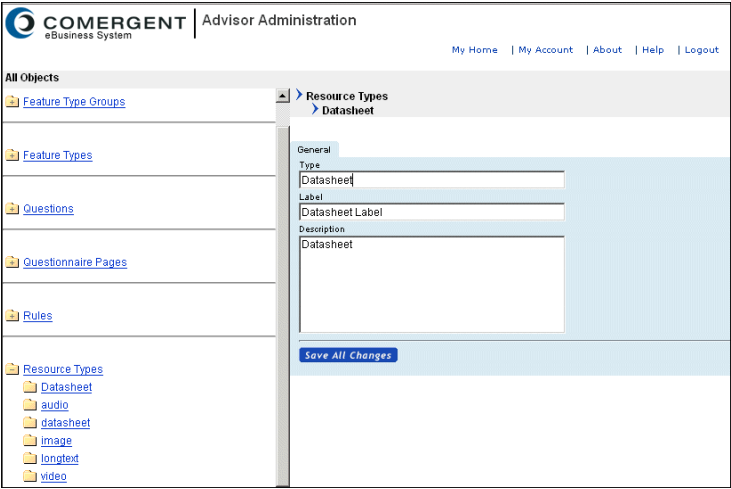 COMERGENT
eBusiness System
Advisor Administration
My Home | My Account | About | Help | Logout
All Objects
Feature Type Groups
Feature Types
Questions
Questionnaire Pages
Rules
Resource Types
Datasheet
audio
datasheet
image
longtext
video
Resource Types
Datasheet
General
Type
Datasheet
Label
Datasheet Label
Description
Datasheet
Save All Changes